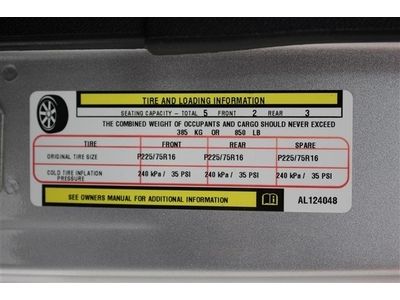 TIRE AND LOADING INFORMATION
SEATING CAPACITY - TOTAL 5 FRONT 2 REAR 3
THE COMBINED WEIGHT OF OCCUPANTS AND CARGO SHOULD NEVER EXCEED
385 KG OR 850 LB
TIRE FRONT REAR SPARE
ORIGINAL TIRE SIZE P225/75R16 P225/75R16 P225/75R16
COLD TIRE INFLATION
PRESSURE 240 kPa / 35 PSI 240 kPa / 35 PSI 240 kPa / 35 PSI
SEE OWNERS MANUAL FOR ADDITIONAL INFORMATION AL124048